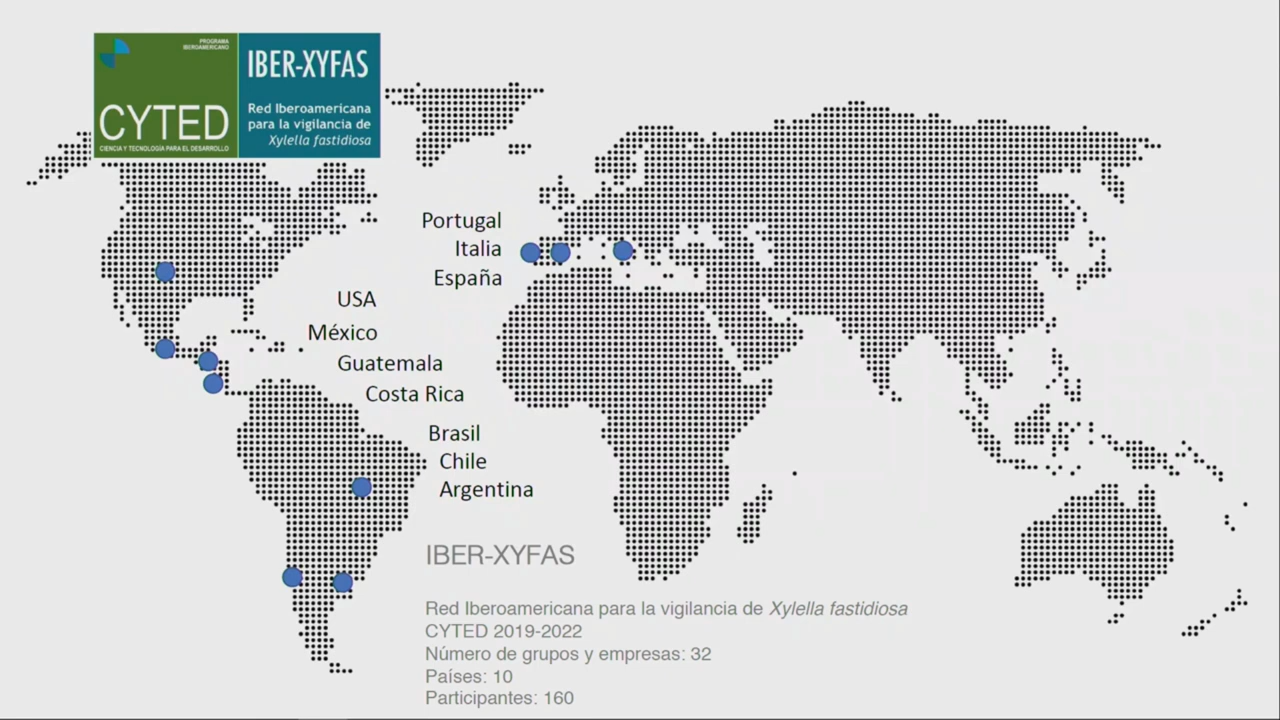 PROGRAMA
IBEROAMERICANO
CYTED
CIENCIA Y TECNOLOGÍA PARA EL DESARROLLO
IBER-XYFAS
Red Iberoamericana
para la vigilancia de
Xylella fastidiosa
Portugal
Italia
España
USA
México
Guatemala
Costa Rica
Brasil
Chile
Argentina
IBER-XYFAS
Red Iberoamericana para la vigilancia de Xylella fastidiosa
CYTED 2019-2022
Número de grupos y empresas: 32
Países: 10
Participantes: 160